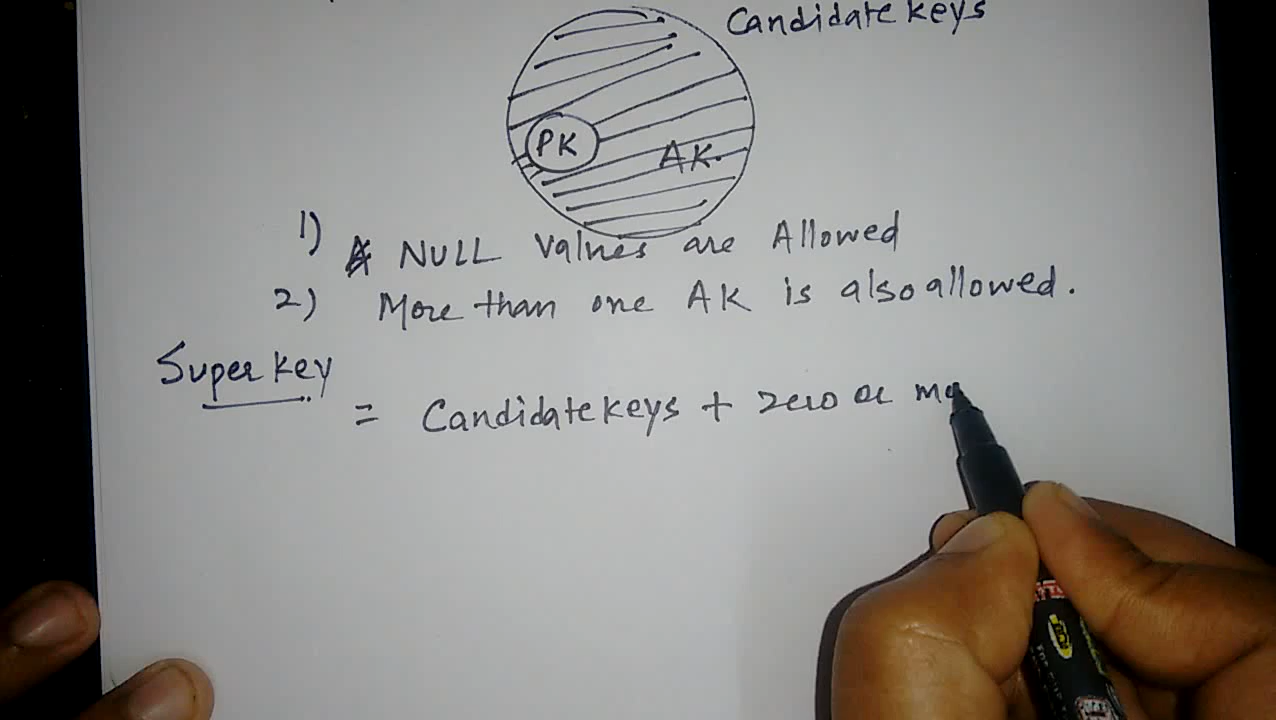 Candidate keys
PK
AK.
1) NULL Values are Allowed
2) More than one AK is also allowed.
Super key
= Candidate keys + zero or mo